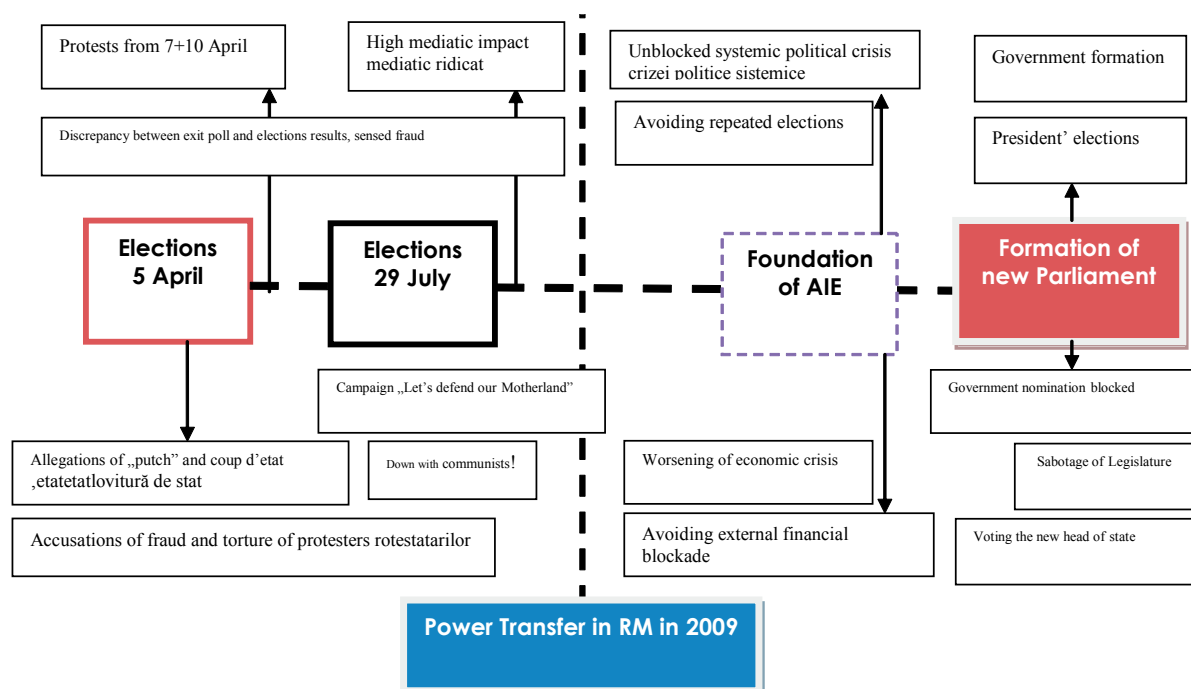 Protests from 7+10 April
High mediatic impact
mediatic ridicat
Unblocked systemic political crisis
crizei politice sistemice
Government formation
Discrepancy between exit poll and elections results, sensed fraud
Avoiding repeated elections
President’ elections
Elections
5 April
Elections
29 July
Foundation
of AIE
Formation of
new Parliament
Campaign „Let’s defend our Motherland”
Government nomination blocked
Allegations of „putch” and coup d’etat
,etatetatlovitură de stat
Down with communists!
Worsening of economic crisis
Sabotage of Legislature
Accusations of fraud and torture of protesters rotestatarilor
Avoiding external financial
blockade
Voting the new head of state
Power Transfer in RM in 2009